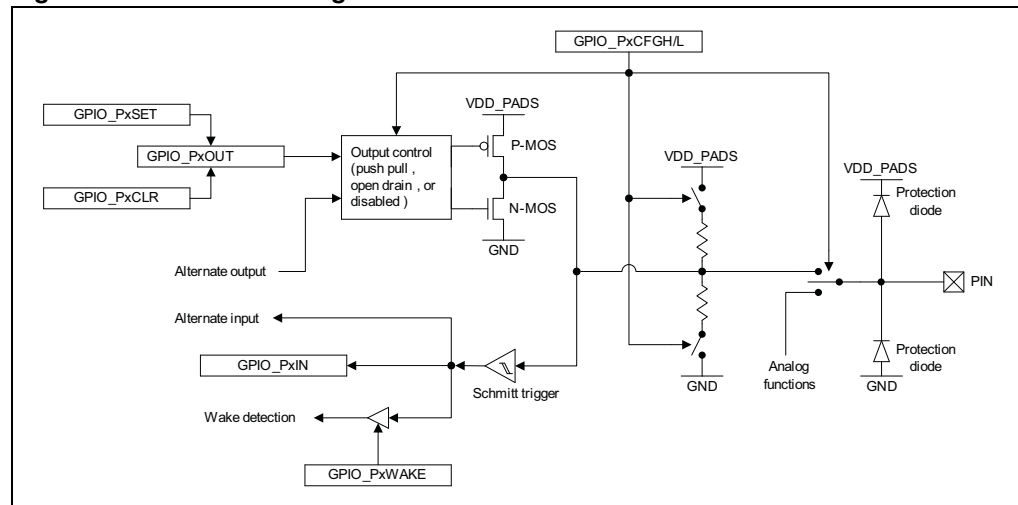 GPIO_PxCFGH/L
GPIO_PxSET
GPIO_PxOUT
GPIO_PxCLR
Output control
(push pull ,
open drain , or
disabled )
VDD_PADS
P-MOS
N-MOS
GND
VDD_PADS
GND
VDD_PADS
Protection
diode
PIN
Protection
diode
GND
Analog
functions
Alternate output
Alternate input
GPIO_PxIN
Schmitt trigger
Wake detection
GPIO_PxWAKE